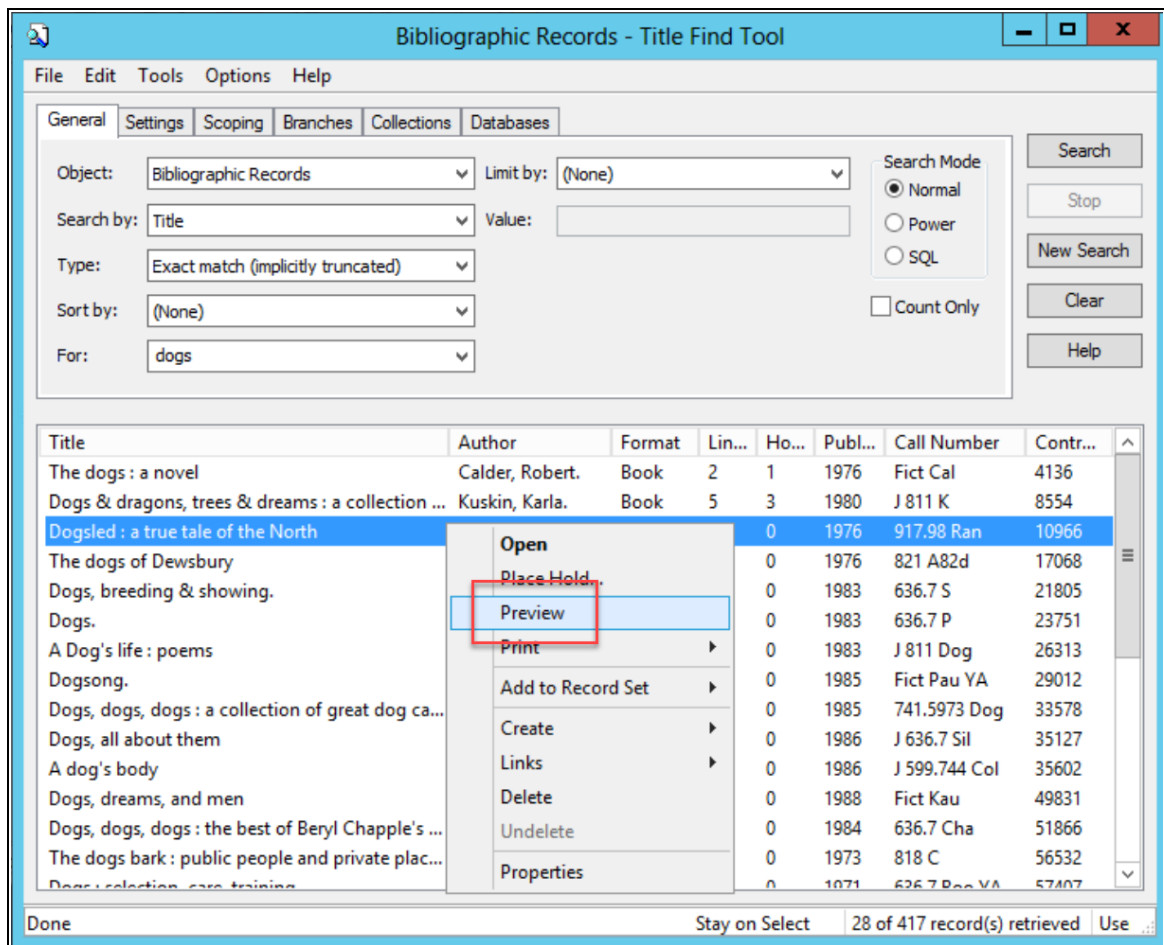 Bibliographic Records - Title Find Tool
File Edit Tools Options Help
General Settings Scoping Branches Collections Databases
Object: Bibliographic Records Limit by: (None)
Search by: Title Value:
Type: Exact match (implicitly truncated)
Sort by: (None)
For: dogs
Search Mode
Normal
Power
SQL
Count Only
Search
Stop
New Search
Clear
Help
Title Author Format Lin... Ho... Publ... Call Number Contr...
The dogs : a novel Calder, Robert. Book 2 1 1976 Fict Cal 4136
Dogs & dragons, trees & dreams : a collection ... Kuskin, Karla. Book 5 3 1980 J 811 K 8554
Dogsled : a true tale of the North 0 1976 917.98 Ran 10966
The dogs of Dewsbury 0 1976 821 A82d 17068
Dogs, breeding & showing. 0 1983 636.7 S 21805
Dogs. 0 1983 636.7 P 23751
A Dog's life : poems 0 1983 J 811 Dog 26313
Dogsong. 0 1985 Fict Pau YA 29012
Dogs, dogs, dogs : a collection of great dog ca... 0 1985 741.5973 Dog 33578
Dogs, all about them 0 1986 J 636.7 Sil 35127
A dog's body 0 1986 J 599.744 Col 35602
Dogs, dreams, and men 0 1988 Fict Kau 49831
Dogs, dogs, dogs : the best of Beryl Chapple's ... 0 1984 636.7 Cha 51866
The dogs bark : public people and private plac... 0 1973 818 C 56532
Dogs : selection, care, training 0 1971 636.7 Roo YA 57407
Open
Place Hold...
Preview
Print
Add to Record Set
Create
Links
Delete
Undelete
Properties
Done Stay on Select 28 of 417 record(s) retrieved Use